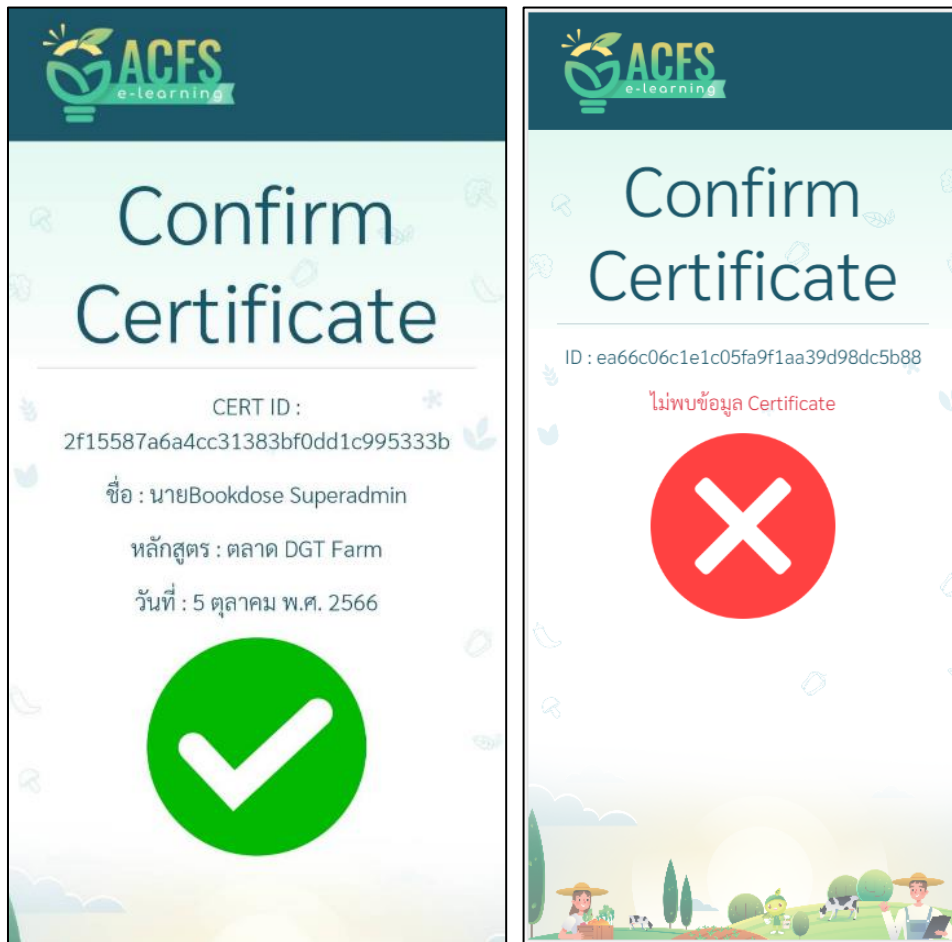 ACFS
e-learning
Confirm
Certificate
CERT ID :
2f15587a6a4cc31383bf0dd1c995333b
ชื่อ : นายBookdose Superadmin
หลักสูตร : ตลาด DGT Farm
วันที่ : 5 ตุลาคม พ.ศ. 2566
ACFS
e-learning
Confirm
Certificate
ID : ea66c06c1e1c05fa9f1aa39d98dc5b88
ไม่พบข้อมูล Certificate